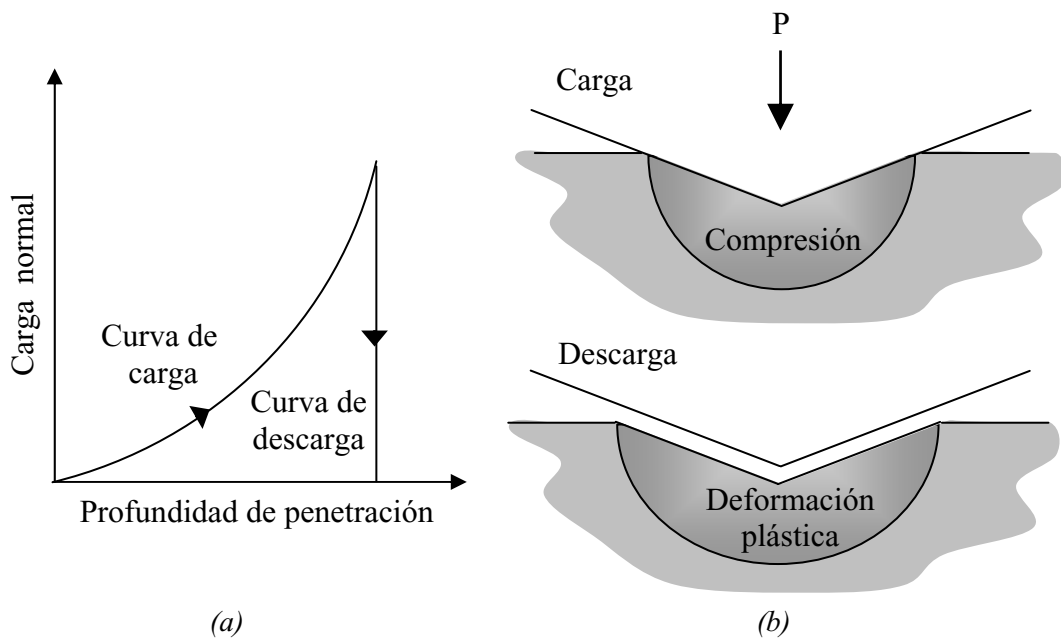 Carga normal
Curva de
carga
Curva de
descarga
Profundidad de penetración
(a)
P
Carga
Compresión
Descarga
Deformación
plástica
(b)